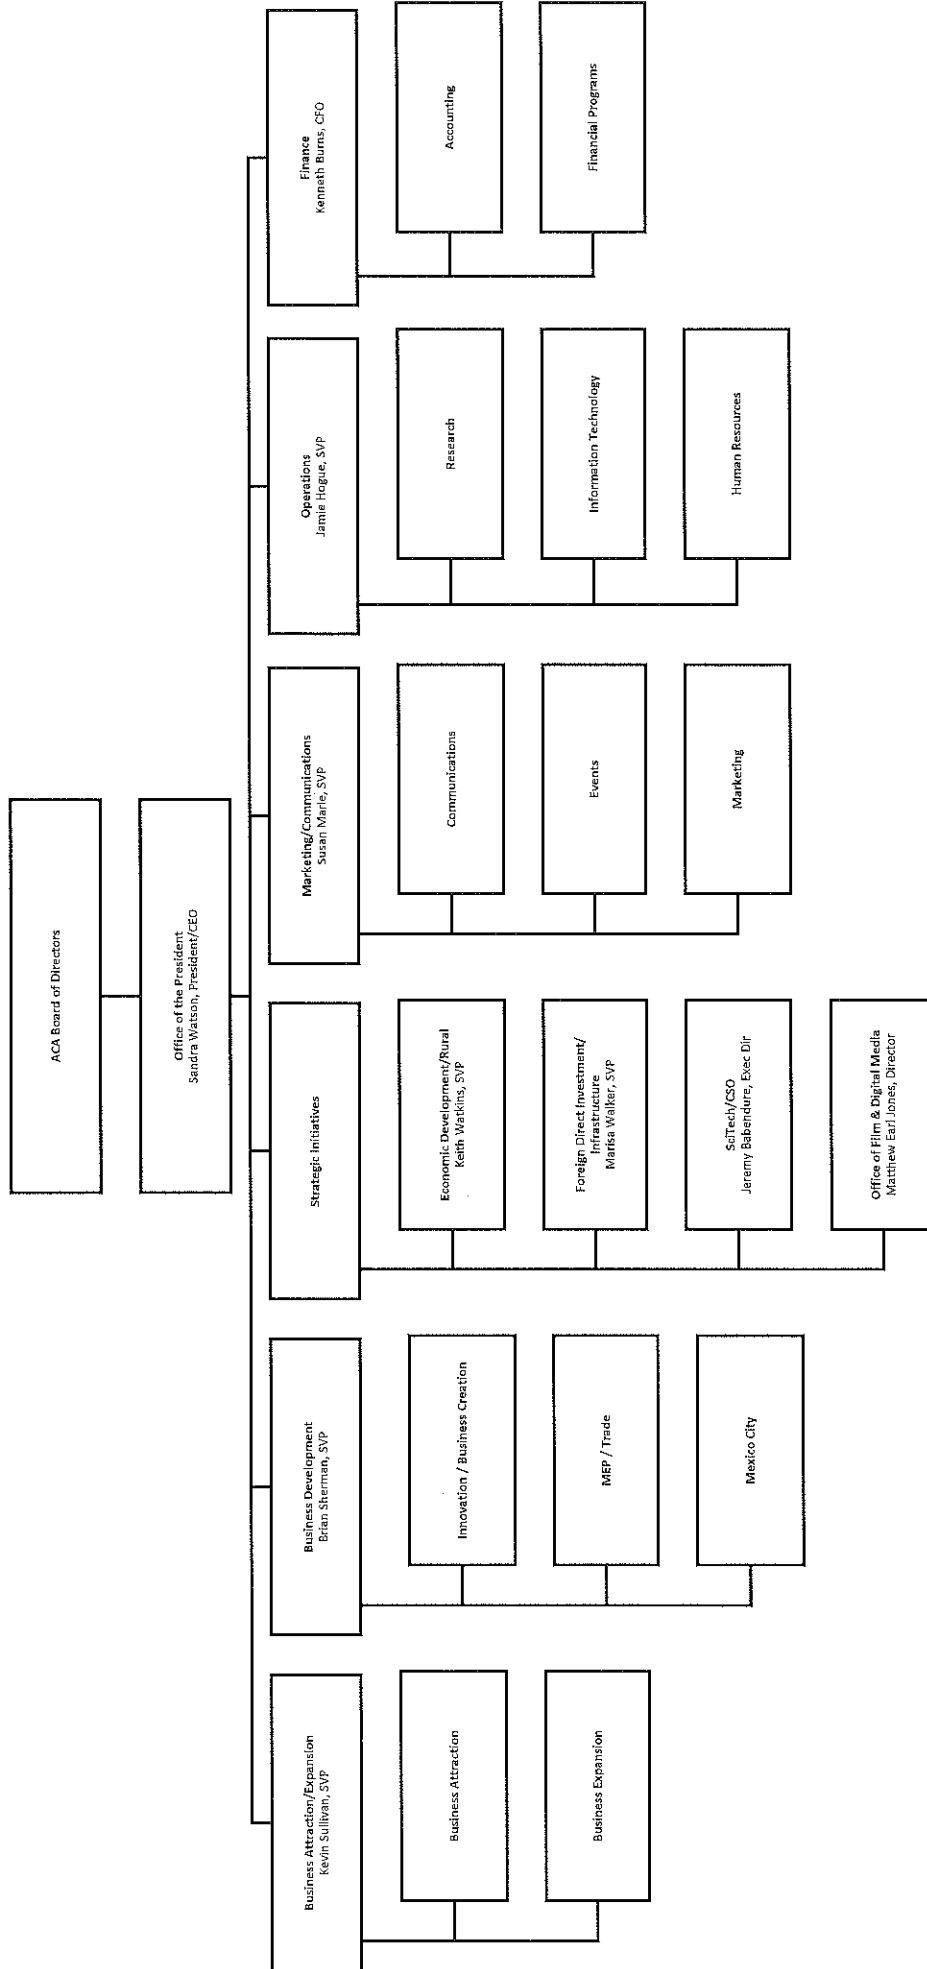 ACA Board of Directors
Office of the President
Sandra Watson, President/CEO
Business Attraction/Expansion
Kevin Sullivan, SVP
Business Attraction
Business Expansion
Business Development
Brian Sherman, SVP
Innovation / Business Creation
MEP / Trade
Mexico City
Strategic Initiatives
Economic Development/Rural
Keith Watkins, SVP
Foreign Direct Investment/
Infrastructure
Marisa Walker, SVP
SciTech/CSO
Jeremy Babendure, Exec Dir
Office of Film & Digital Media
Matthew Earl Jones, Director
Marketing/Communications
Susan Marie, SVP
Communications
Events
Marketing
Operations
Jamie Hogue, SVP
Research
Information Technology
Human Resources
Finance
Kenneth Burns, CFO
Accounting
Financial Programs